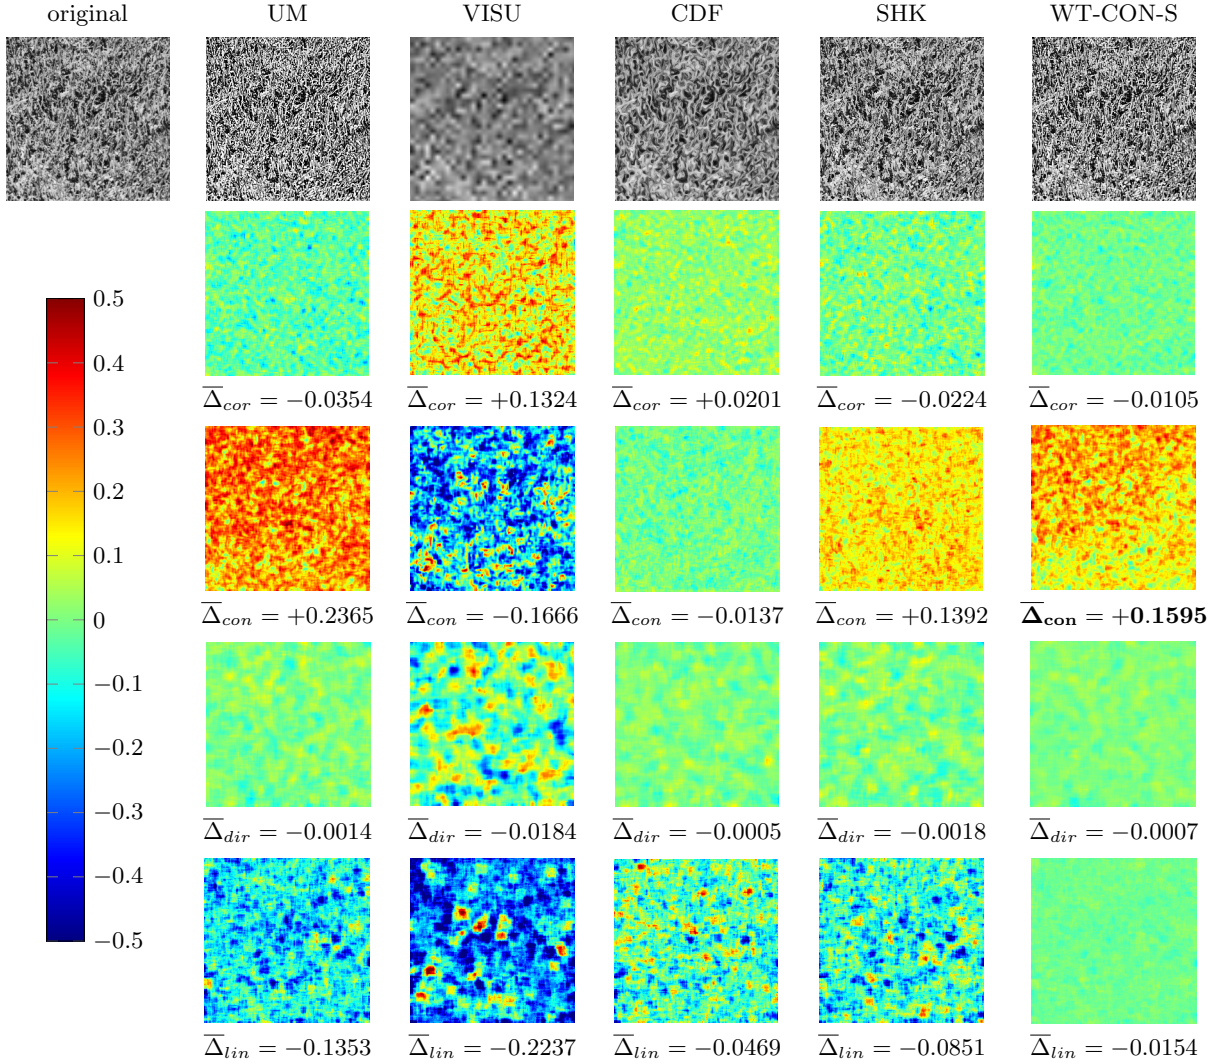 original UM VISU CDF SHK WT-CON-S
0.5
0.4
0.3
0.2
0.1
0
−0.1
−0.2
−0.3
−0.4
−0.5
Δ̅cor = −0.0354 Δ̅cor = +0.1324 Δ̅cor = +0.0201 Δ̅cor = −0.0224 Δ̅cor = −0.0105
Δ̅con = +0.2365 Δ̅con = −0.1666 Δ̅con = −0.0137 Δ̅con = +0.1392 Δ̅con = +0.1595
Δ̅dir = −0.0014 Δ̅dir = −0.0184 Δ̅dir = −0.0005 Δ̅dir = −0.0018 Δ̅dir = −0.0007
Δ̅lin = −0.1353 Δ̅lin = −0.2237 Δ̅lin = −0.0469 Δ̅lin = −0.0851 Δ̅lin = −0.0154